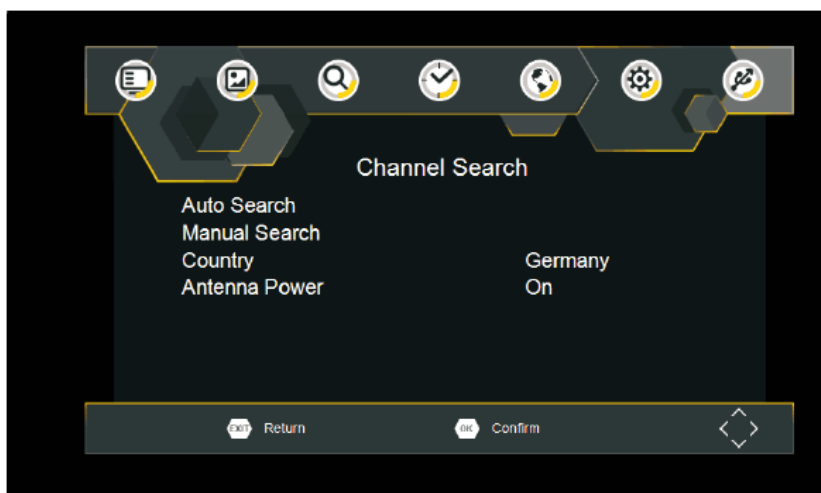 Channel Search
Auto Search
Manual Search
Country Germany
Antenna Power On
EXIT Return OK Confirm